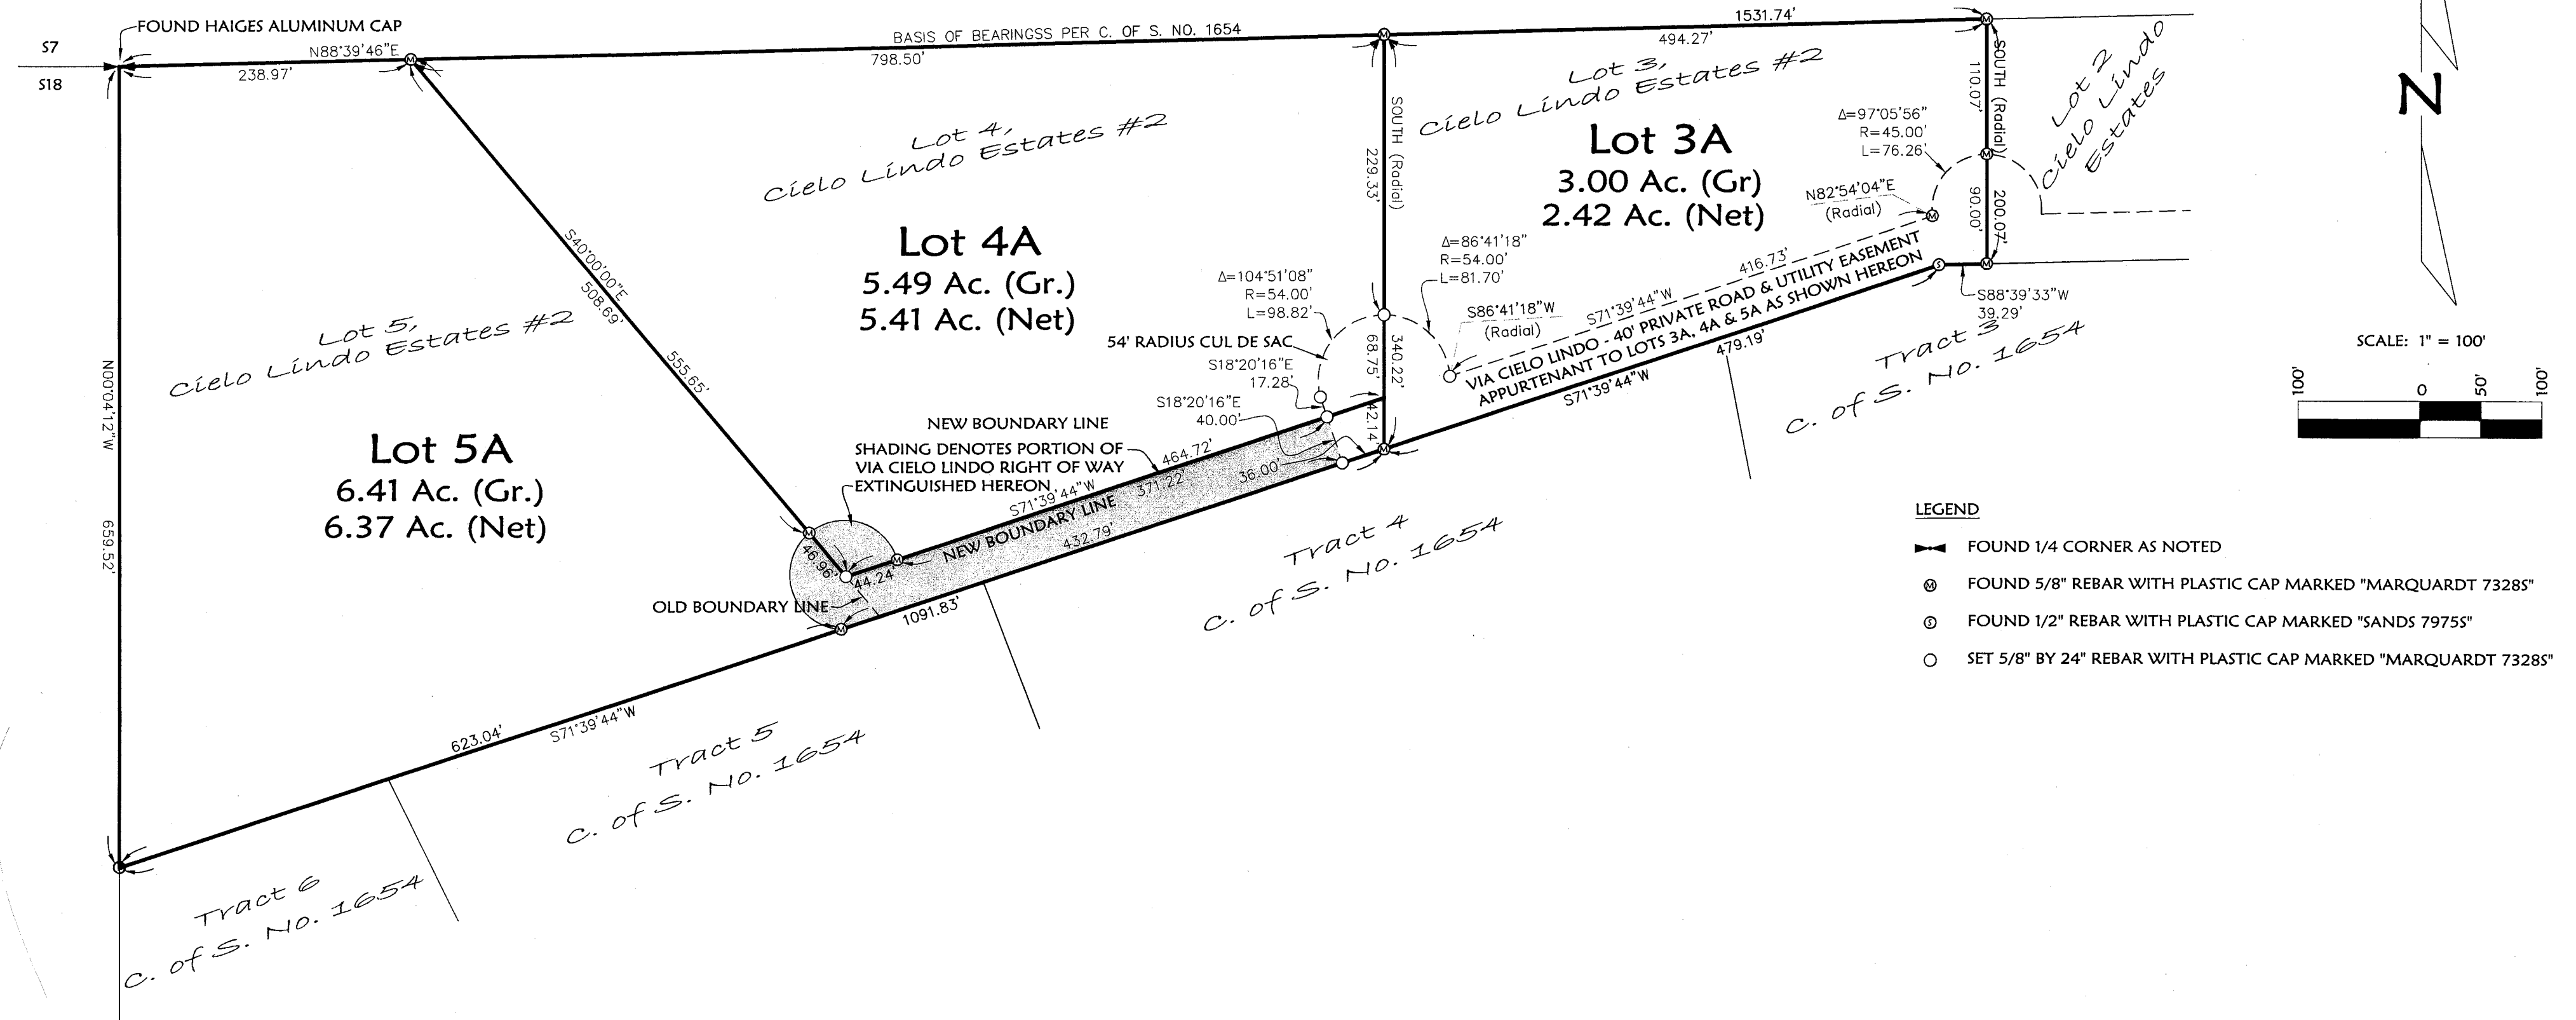 FOUND HAIGES ALUMINUM CAP
S7
S18
N88°39'46"E
238.97'
BASIS OF BEARINGSS PER C. OF S. NO. 1654
798.50'
1531.74'
494.27'
SOUTH (Radial)
110.07'
90.00'
200.07'
Lot 2
Cielo Lindo
Estates
N
SCALE: 1" = 100'
100'
0
50'
100'
Lot 3,
Cielo Lindo Estates #2
Lot 3A
3.00 Ac. (Gr)
2.42 Ac. (Net)
Δ=97°05'56"
R=45.00'
L=76.26'
N82°54'04"E
(Radial)
SOUTH (Radial)
229.33'
Lot 4,
Cielo Lindo Estates #2
Lot 4A
5.49 Ac. (Gr.)
5.41 Ac. (Net)
Δ=104°51'08"
R=54.00'
L=98.82'
Δ=86°41'18"
R=54.00'
L=81.70'
S86°41'18"W
(Radial)
416.73'
S71°39'44"W
VIA CIELO LINDO - 40' PRIVATE ROAD & UTILITY EASEMENT
APPURTENANT TO LOTS 3A, 4A & 5A AS SHOWN HEREON
479.19'
S71°39'44"W
S88°39'33"W
39.29'
Tract 3
C. of S. No. 1654
54' RADIUS CUL DE SAC
S18°20'16"E
17.28'
S18°20'16"E
40.00'
340.22'
68.75'
42.14'
36.00'
S40°00'00"E
508.69'
555.65'
Lot 5,
Cielo Lindo Estates #2
Lot 5A
6.41 Ac. (Gr.)
6.37 Ac. (Net)
N00°04'12"W
659.52'
NEW BOUNDARY LINE
SHADING DENOTES PORTION OF
VIA CIELO LINDO RIGHT OF WAY
EXTINGUISHED HEREON
464.72'
S71°39'44"W
371.22'
NEW BOUNDARY LINE
432.79'
46.96'
44.24'
OLD BOUNDARY LINE
1091.83'
Tract 4
C. of S. No. 1654
623.04'
S71°39'44"W
Tract 5
C. of S. No. 1654
Tract 6
C. of S. No. 1654
LEGEND
FOUND 1/4 CORNER AS NOTED
M FOUND 5/8" REBAR WITH PLASTIC CAP MARKED "MARQUARDT 7328S"
S FOUND 1/2" REBAR WITH PLASTIC CAP MARKED "SANDS 7975S"
SET 5/8" BY 24" REBAR WITH PLASTIC CAP MARKED "MARQUARDT 7328S"